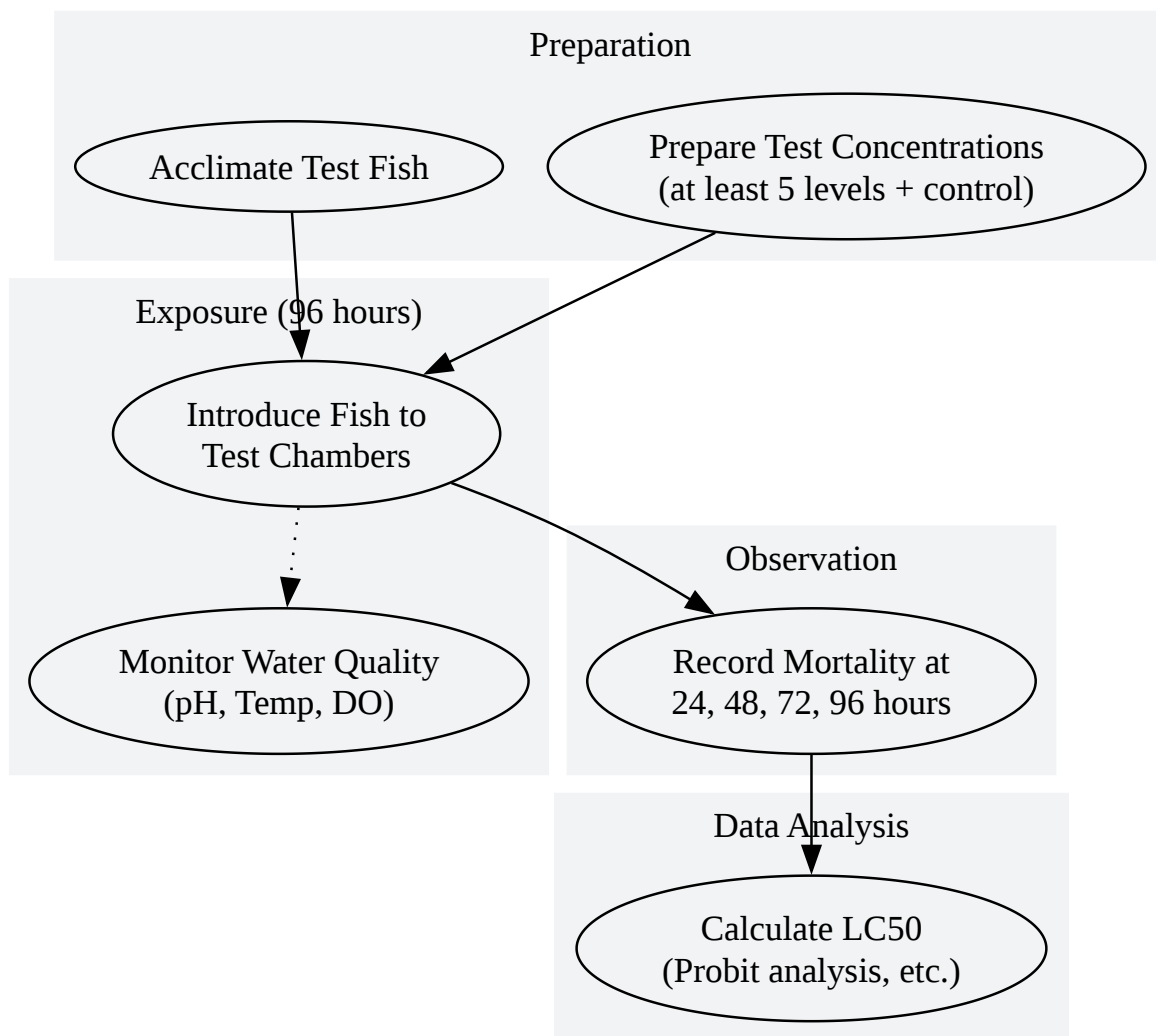 Preparation
Acclimate Test Fish
Prepare Test Concentrations
(at least 5 levels + control)
Exposure (96 hours)
Introduce Fish to
Test Chambers
Monitor Water Quality
(pH, Temp, DO)
Observation
Record Mortality at
24, 48, 72, 96 hours
Data Analysis
Calculate LC50
(Probit analysis, etc.)